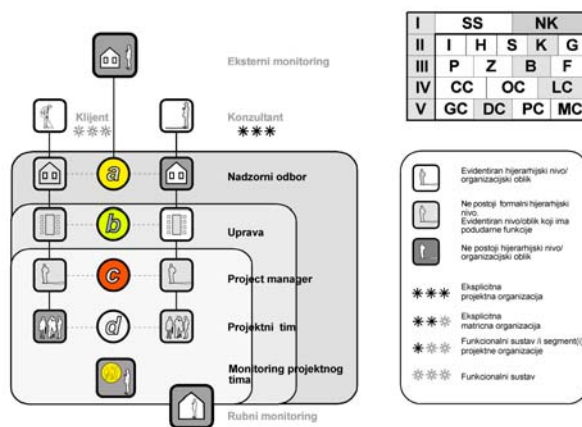 Eksterni monitoring
Klijent
Konzultant
a
Nadzorni odbor
b
Uprava
c
Project manager
d
Projektni tim
Monitoring projektnog
tima
Rubni monitoring
I SS NK
II I H S K G
III P Z B F
IV CC OC LC
V GC DC PC MC
Evidentiran hijerarhijski nivo/
organizacijski oblik
Ne postoji formalni hijerarhijski
nivo.
Evidentiran nivo/oblik koji ima
podudarne funkcije
Ne postoji hijerarhijski nivo/
organizacijski oblik
Eksplicitna
projektna organizacija
Eksplicitna
matricna organizacija
Funkcionalni sustav /i segment(i)
projektne organizacije
Funkcionalni sustav